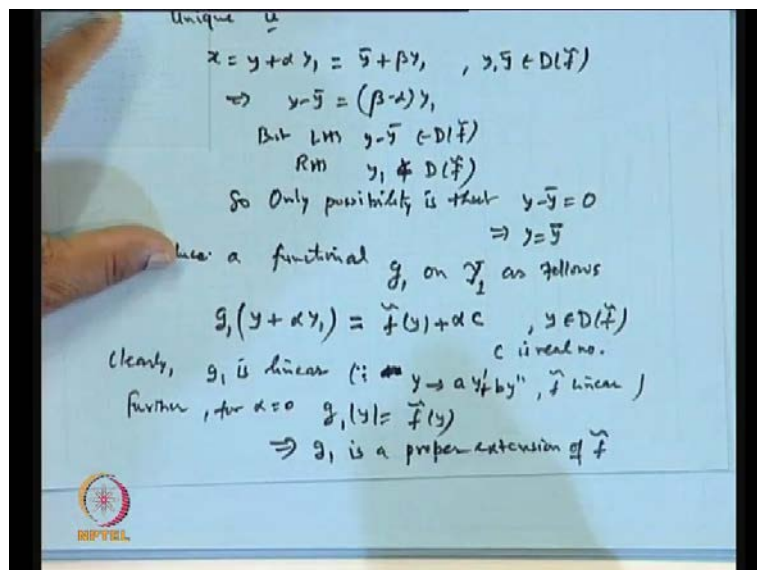 Unique u
x = y + α y₁ = ȳ + β y₁ , y, ȳ ∈ D(f̃)
⇒ y - ȳ = (β-α) y₁
But LHS y - ȳ ∈ D(f̃)
RHS y₁ ∉ D(f̃)
So Only possibility is that y - ȳ = 0
⇒ y = ȳ
a functional g₁ on Y₁ as follows
g₁(y + α y₁) = f̃(y) + α c , y ∈ D(f̃)
c is real no.
Clearly, g₁ is linear (∵ y → a y' + b y'', f̃ linear)
Further, for α=0 g₁(y) = f̃(y)
⇒ g₁ is a proper extension of f̃
NPTEL